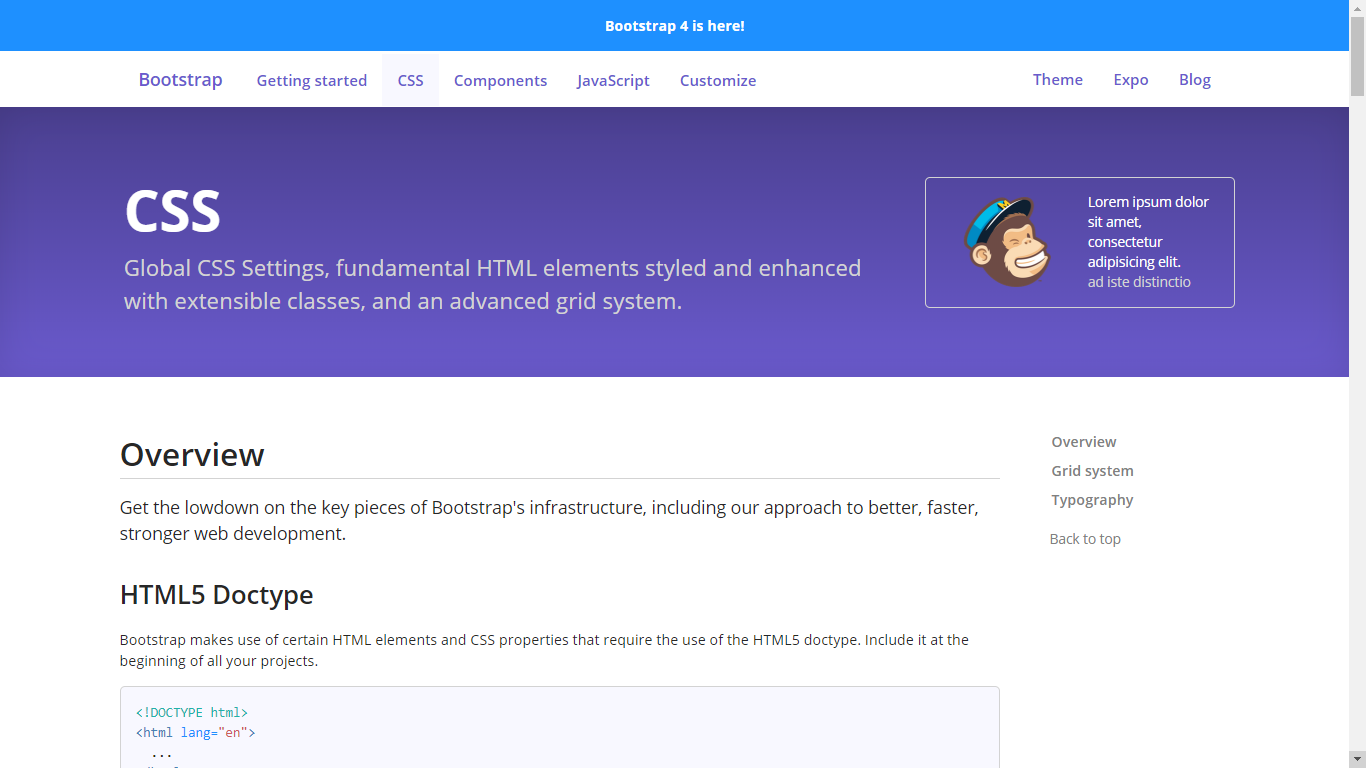 Bootstrap 4 is here!
Bootstrap Getting started CSS Components JavaScript Customize Theme Expo Blog
CSS
Global CSS Settings, fundamental HTML elements styled and enhanced
with extensible classes, and an advanced grid system.
Lorem ipsum dolor
sit amet,
consectetur
adipisicing elit.
ad iste distinctio
Overview
Get the lowdown on the key pieces of Bootstrap's infrastructure, including our approach to better, faster,
stronger web development.
HTML5 Doctype
Bootstrap makes use of certain HTML elements and CSS properties that require the use of the HTML5 doctype. Include it at the
beginning of all your projects.
<!DOCTYPE html>
<html lang="en">
...
Overview
Grid system
Typography
Back to top